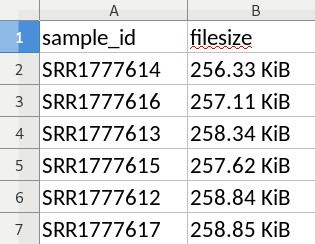 A B
1 sample_id filesize
2 SRR1777614 256.33 KiB
3 SRR1777616 257.11 KiB
4 SRR1777613 258.34 KiB
5 SRR1777615 257.62 KiB
6 SRR1777612 258.84 KiB
7 SRR1777617 258.85 KiB